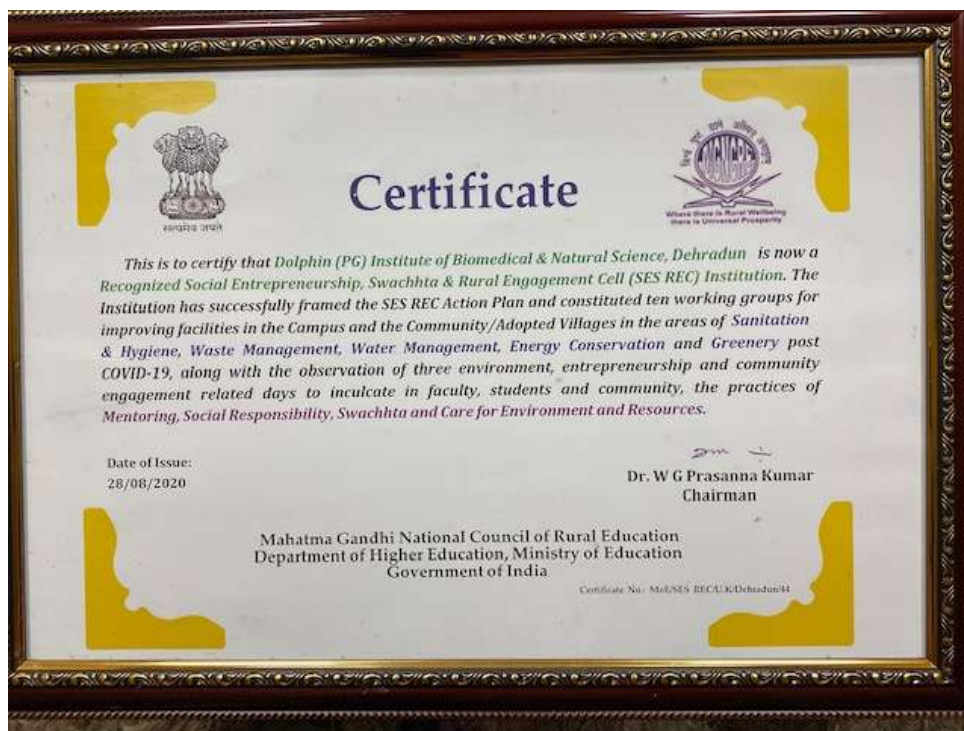 Certificate
सत्यमेव जयते
MGNCRE
Where there is Rural Wellbeing
there is Universal Prosperity
This is to certify that Dolphin (PG) Institute of Biomedical & Natural Science, Dehradun is now a
Recognized Social Entrepreneurship, Swachhta & Rural Engagement Cell (SES REC) Institution. The
Institution has successfully framed the SES REC Action Plan and constituted ten working groups for
improving facilities in the Campus and the Community/Adopted Villages in the areas of Sanitation
& Hygiene, Waste Management, Water Management, Energy Conservation and Greenery post
COVID-19, along with the observation of three environment, entrepreneurship and community
engagement related days to inculcate in faculty, students and community, the practices of
Mentoring, Social Responsibility, Swachhta and Care for Environment and Resources.
Date of Issue:
28/08/2020
Dr. W G Prasanna Kumar
Chairman
Mahatma Gandhi National Council of Rural Education
Department of Higher Education, Ministry of Education
Government of India
Certificate No.: MoE/SES REC/U.K/Dehradun/44